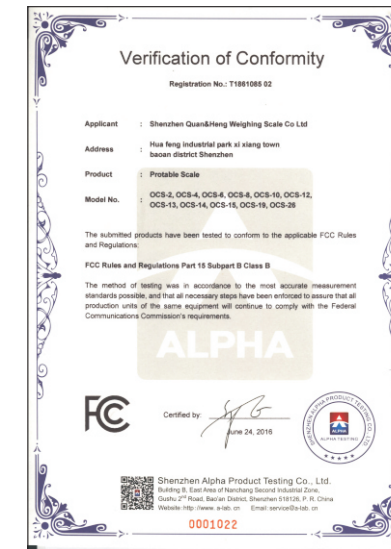 Verification of Conformity
Registration No.: T1861085 02
Applicant : Shenzhen Quan&Heng Weighing Scale Co Ltd
Address : Hua feng industrial park xi xiang town
baoan district Shenzhen
Product : Protable Scale
Model No. : OCS-2, OCS-4, OCS-6, OCS-8, OCS-10, OCS-12,
OCS-13, OCS-14, OCS-15, OCS-19, OCS-26
The submitted products have been tested to conform to the applicable FCC Rules
and Regulations:
FCC Rules and Regulations Part 15 Subpart B Class B
The method of testing was in accordance to the most accurate measurement
standards possible, and that all necessary steps have been enforced to assure that all
production units of the same equipment will continue to comply with the Federal
Communications Commission's requirements.
ALPHA
FC
Certified by:
June 24, 2016
SHENZHEN ALPHA PRODUCT TESTING CO., LTD.
ALPHA
ALPHA TESTING
Shenzhen Alpha Product Testing Co., Ltd.
Building B, East Area of Nanchang Second Industrial Zone,
Gushu 2nd Road, Bao'an District, Shenzhen 518126, P. R. China
Website: http: //www. a-lab. cn Email: service@a-lab. cn
0001022